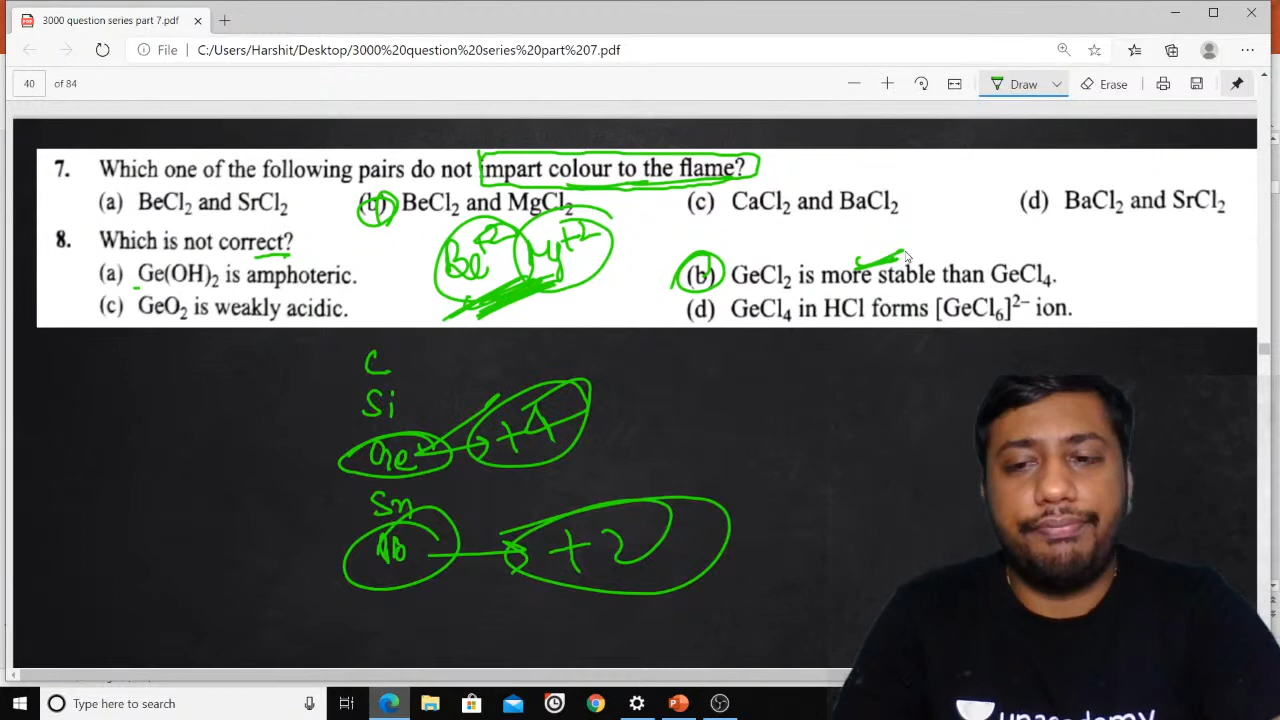 3000 question series part 7.pdf
File | C:/Users/Harshit/Desktop/3000%20question%20series%20part%207.pdf
40 of 84
Draw
Erase
7. Which one of the following pairs do not impart colour to the flame?
(a) BeCl₂ and SrCl₂ (b) BeCl₂ and MgCl₂ (c) CaCl₂ and BaCl₂ (d) BaCl₂ and SrCl₂
8. Which is not correct?
Be+2 Mg+2
(a) Ge(OH)₂ is amphoteric. (b) GeCl₂ is more stable than GeCl₄.
(c) GeO₂ is weakly acidic. (d) GeCl₄ in HCl forms [GeCl₆]²⁻ ion.
C
Si
Ge +4
Sn
Pb +2
unacademy
Type here to search